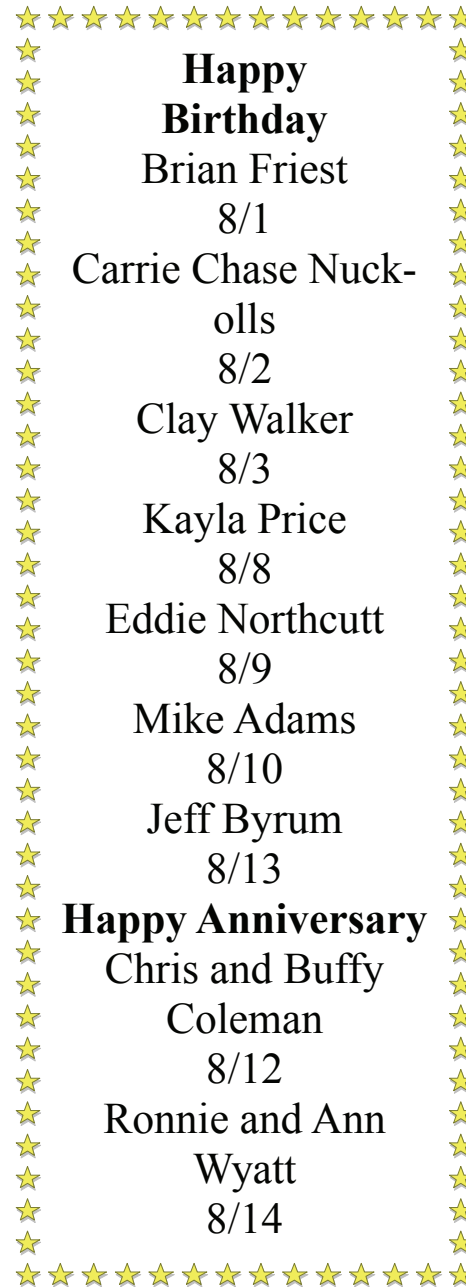 Happy
Birthday
Brian Friest
8/1
Carrie Chase Nuck-
olls
8/2
Clay Walker
8/3
Kayla Price
8/8
Eddie Northcutt
8/9
Mike Adams
8/10
Jeff Byrum
8/13
Happy Anniversary
Chris and Buffy
Coleman
8/12
Ronnie and Ann
Wyatt
8/14